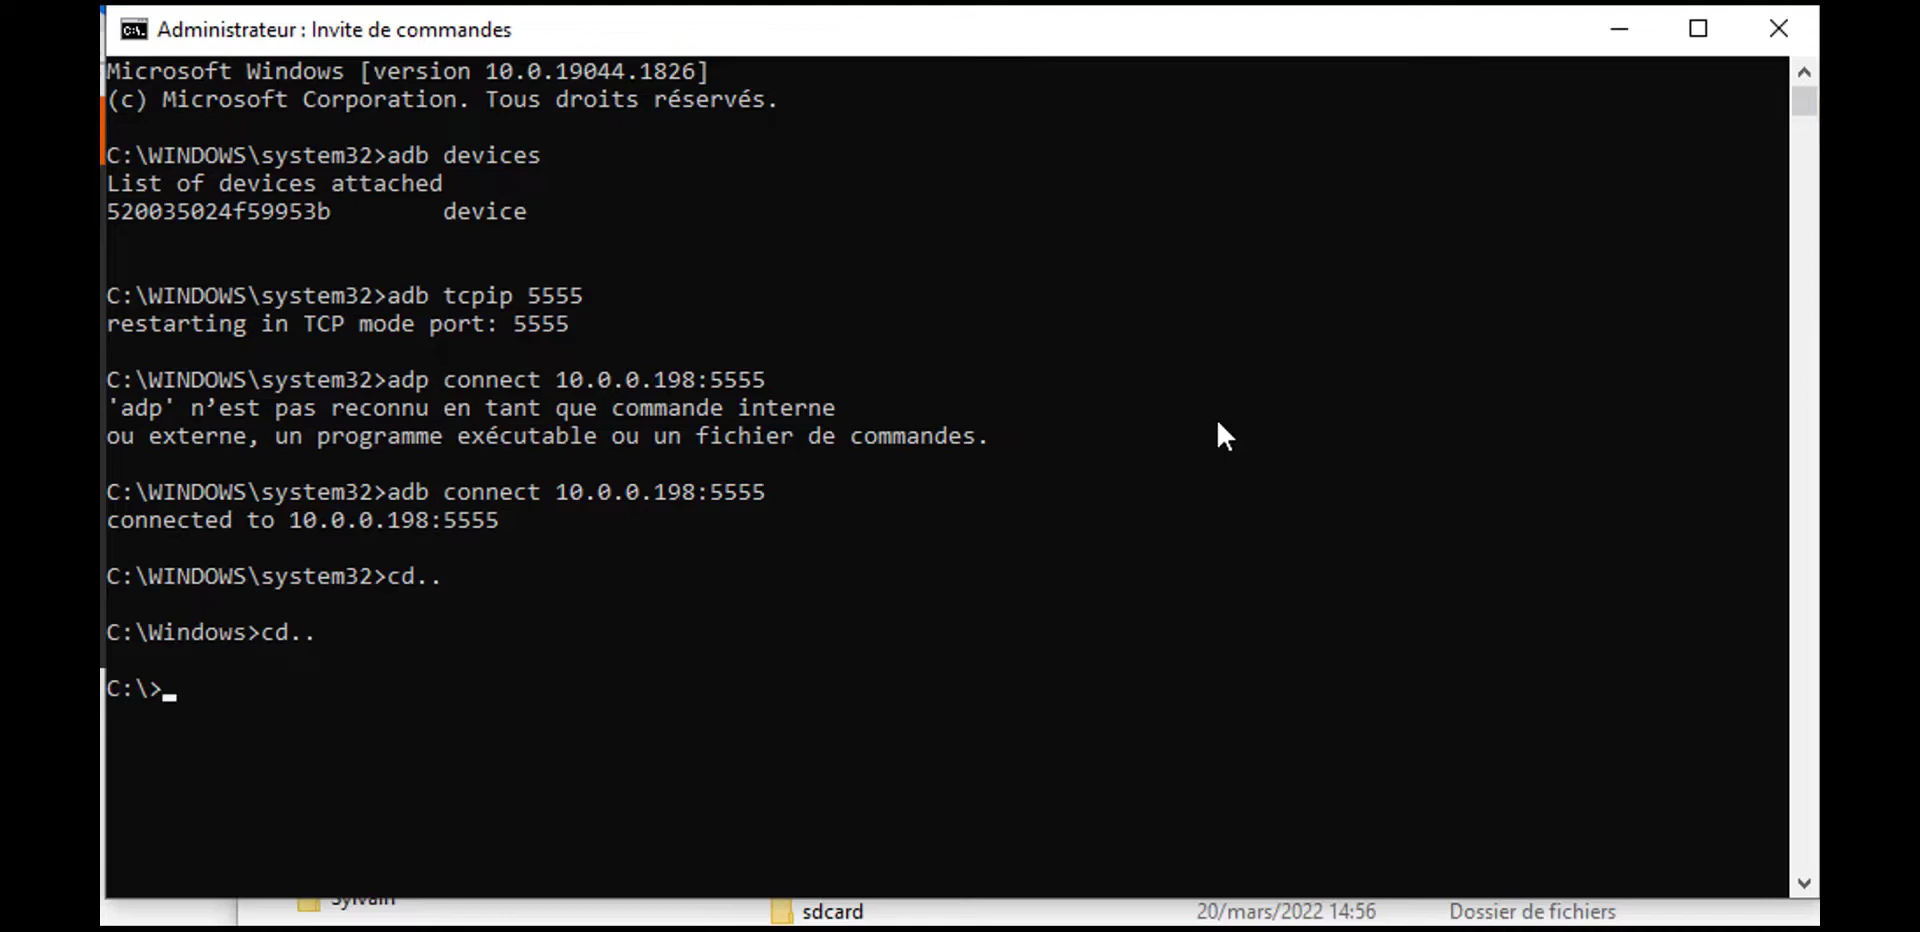 Administrateur : Invite de commandes
Microsoft Windows [version 10.0.19044.1826]
(c) Microsoft Corporation. Tous droits réservés.
C:\WINDOWS\system32>adb devices
List of devices attached
520035024f59953b        device
C:\WINDOWS\system32>adb tcpip 5555
restarting in TCP mode port: 5555
C:\WINDOWS\system32>adp connect 10.0.0.198:5555
'adp' n’est pas reconnu en tant que commande interne
ou externe, un programme exécutable ou un fichier de commandes.
C:\WINDOWS\system32>adb connect 10.0.0.198:5555
connected to 10.0.0.198:5555
C:\WINDOWS\system32>cd..
C:\Windows>cd..
C:\>
Sylvain
sdcard 20/mars/2022 14:56 Dossier de fichiers